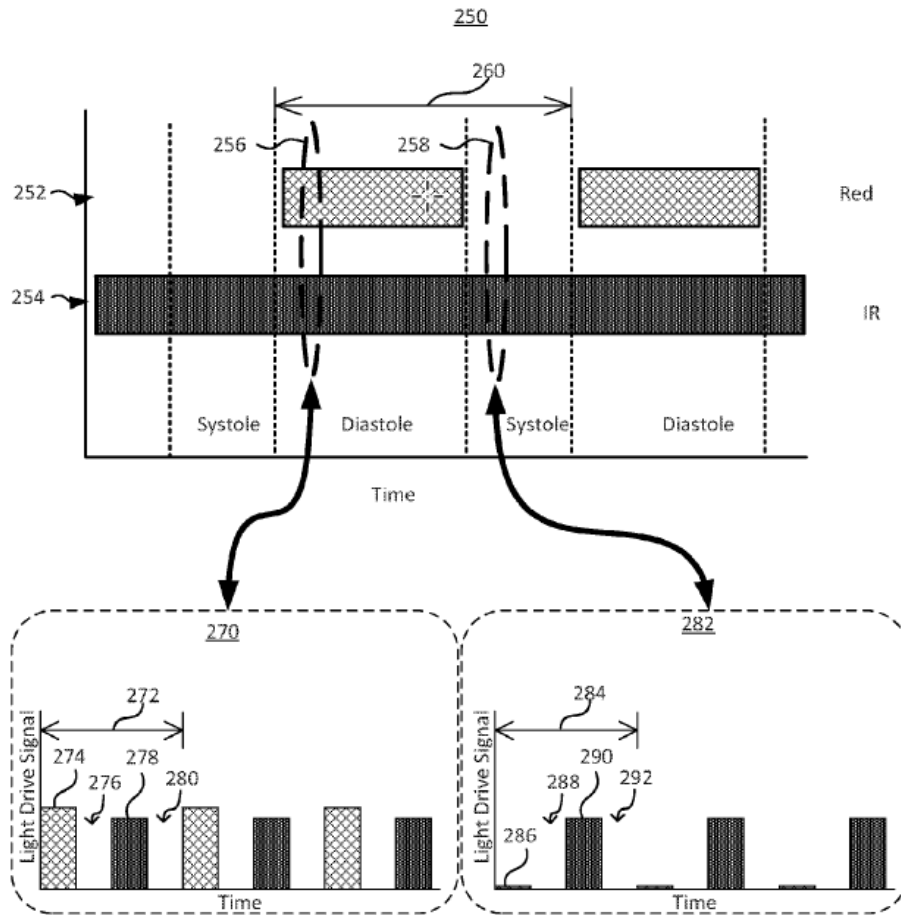 250
260
256
258
252
Red
254
IR
Systole
Diastole
Systole
Diastole
Time
270
272
274
276
278
280
Light Drive Signal
Time
282
284
286
288
290
292
Light Drive Signal
Time